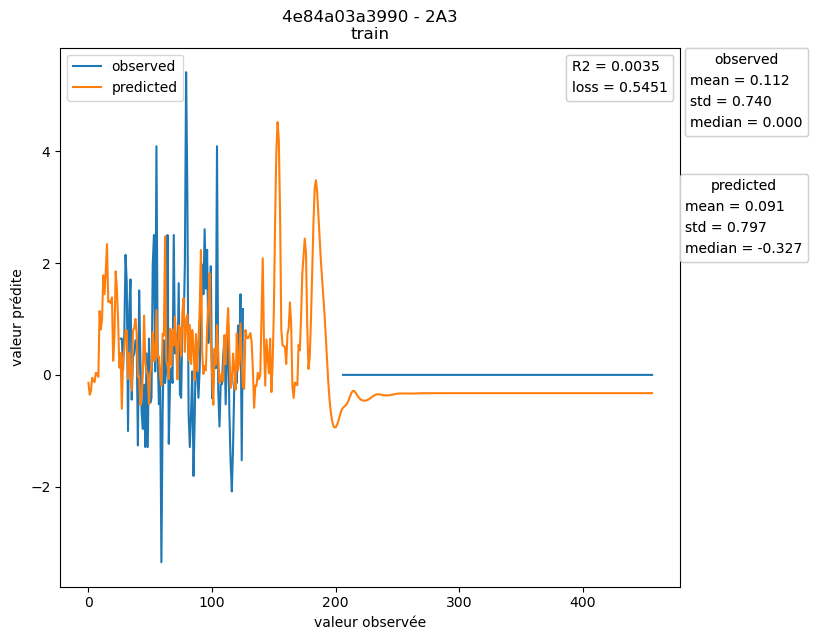 4e84a03a3990 - 2A3
train
observed
predicted
R2 = 0.0035
loss = 0.5451
observed
mean = 0.112
std = 0.740
median = 0.000
predicted
mean = 0.091
std = 0.797
median = -0.327
valeur prédite
4
2
0
−2
0
100
200
300
400
valeur observée